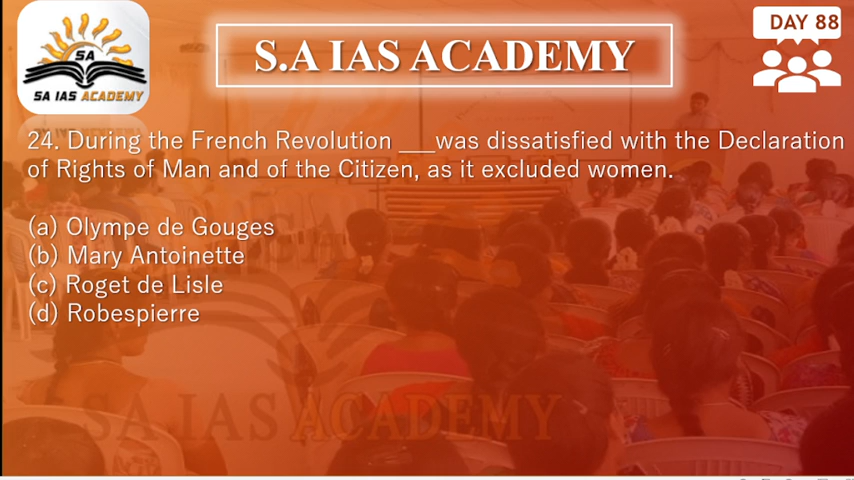 SA
SA IAS ACADEMY
S.A IAS ACADEMY
DAY 88
24. During the French Revolution ___was dissatisfied with the Declaration
of Rights of Man and of the Citizen, as it excluded women.
(a) Olympe de Gouges
(b) Mary Antoinette
(c) Roget de Lisle
(d) Robespierre
SA IAS ACADEMY